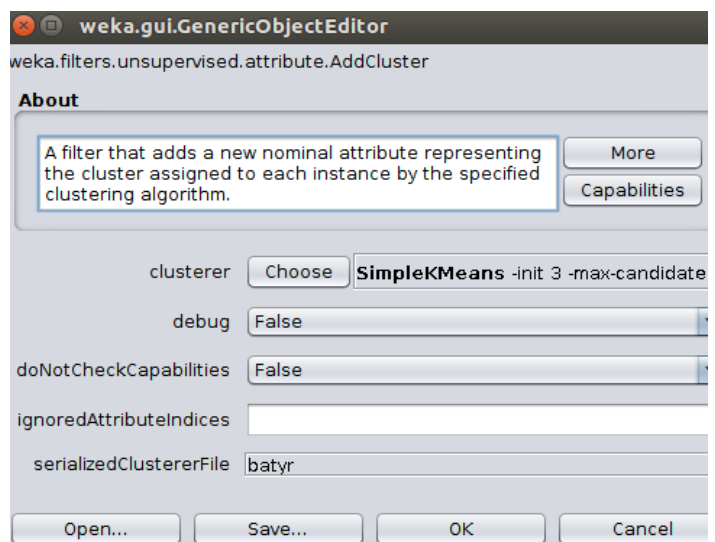 weka.gui.GenericObjectEditor
weka.filters.unsupervised.attribute.AddCluster
About
A filter that adds a new nominal attribute representing
the cluster assigned to each instance by the specified
clustering algorithm.
More
Capabilities
clusterer Choose SimpleKMeans -init 3 -max-candidate
debug False
doNotCheckCapabilities False
ignoredAttributeIndices
serializedClustererFile batyr
Open... Save... OK Cancel